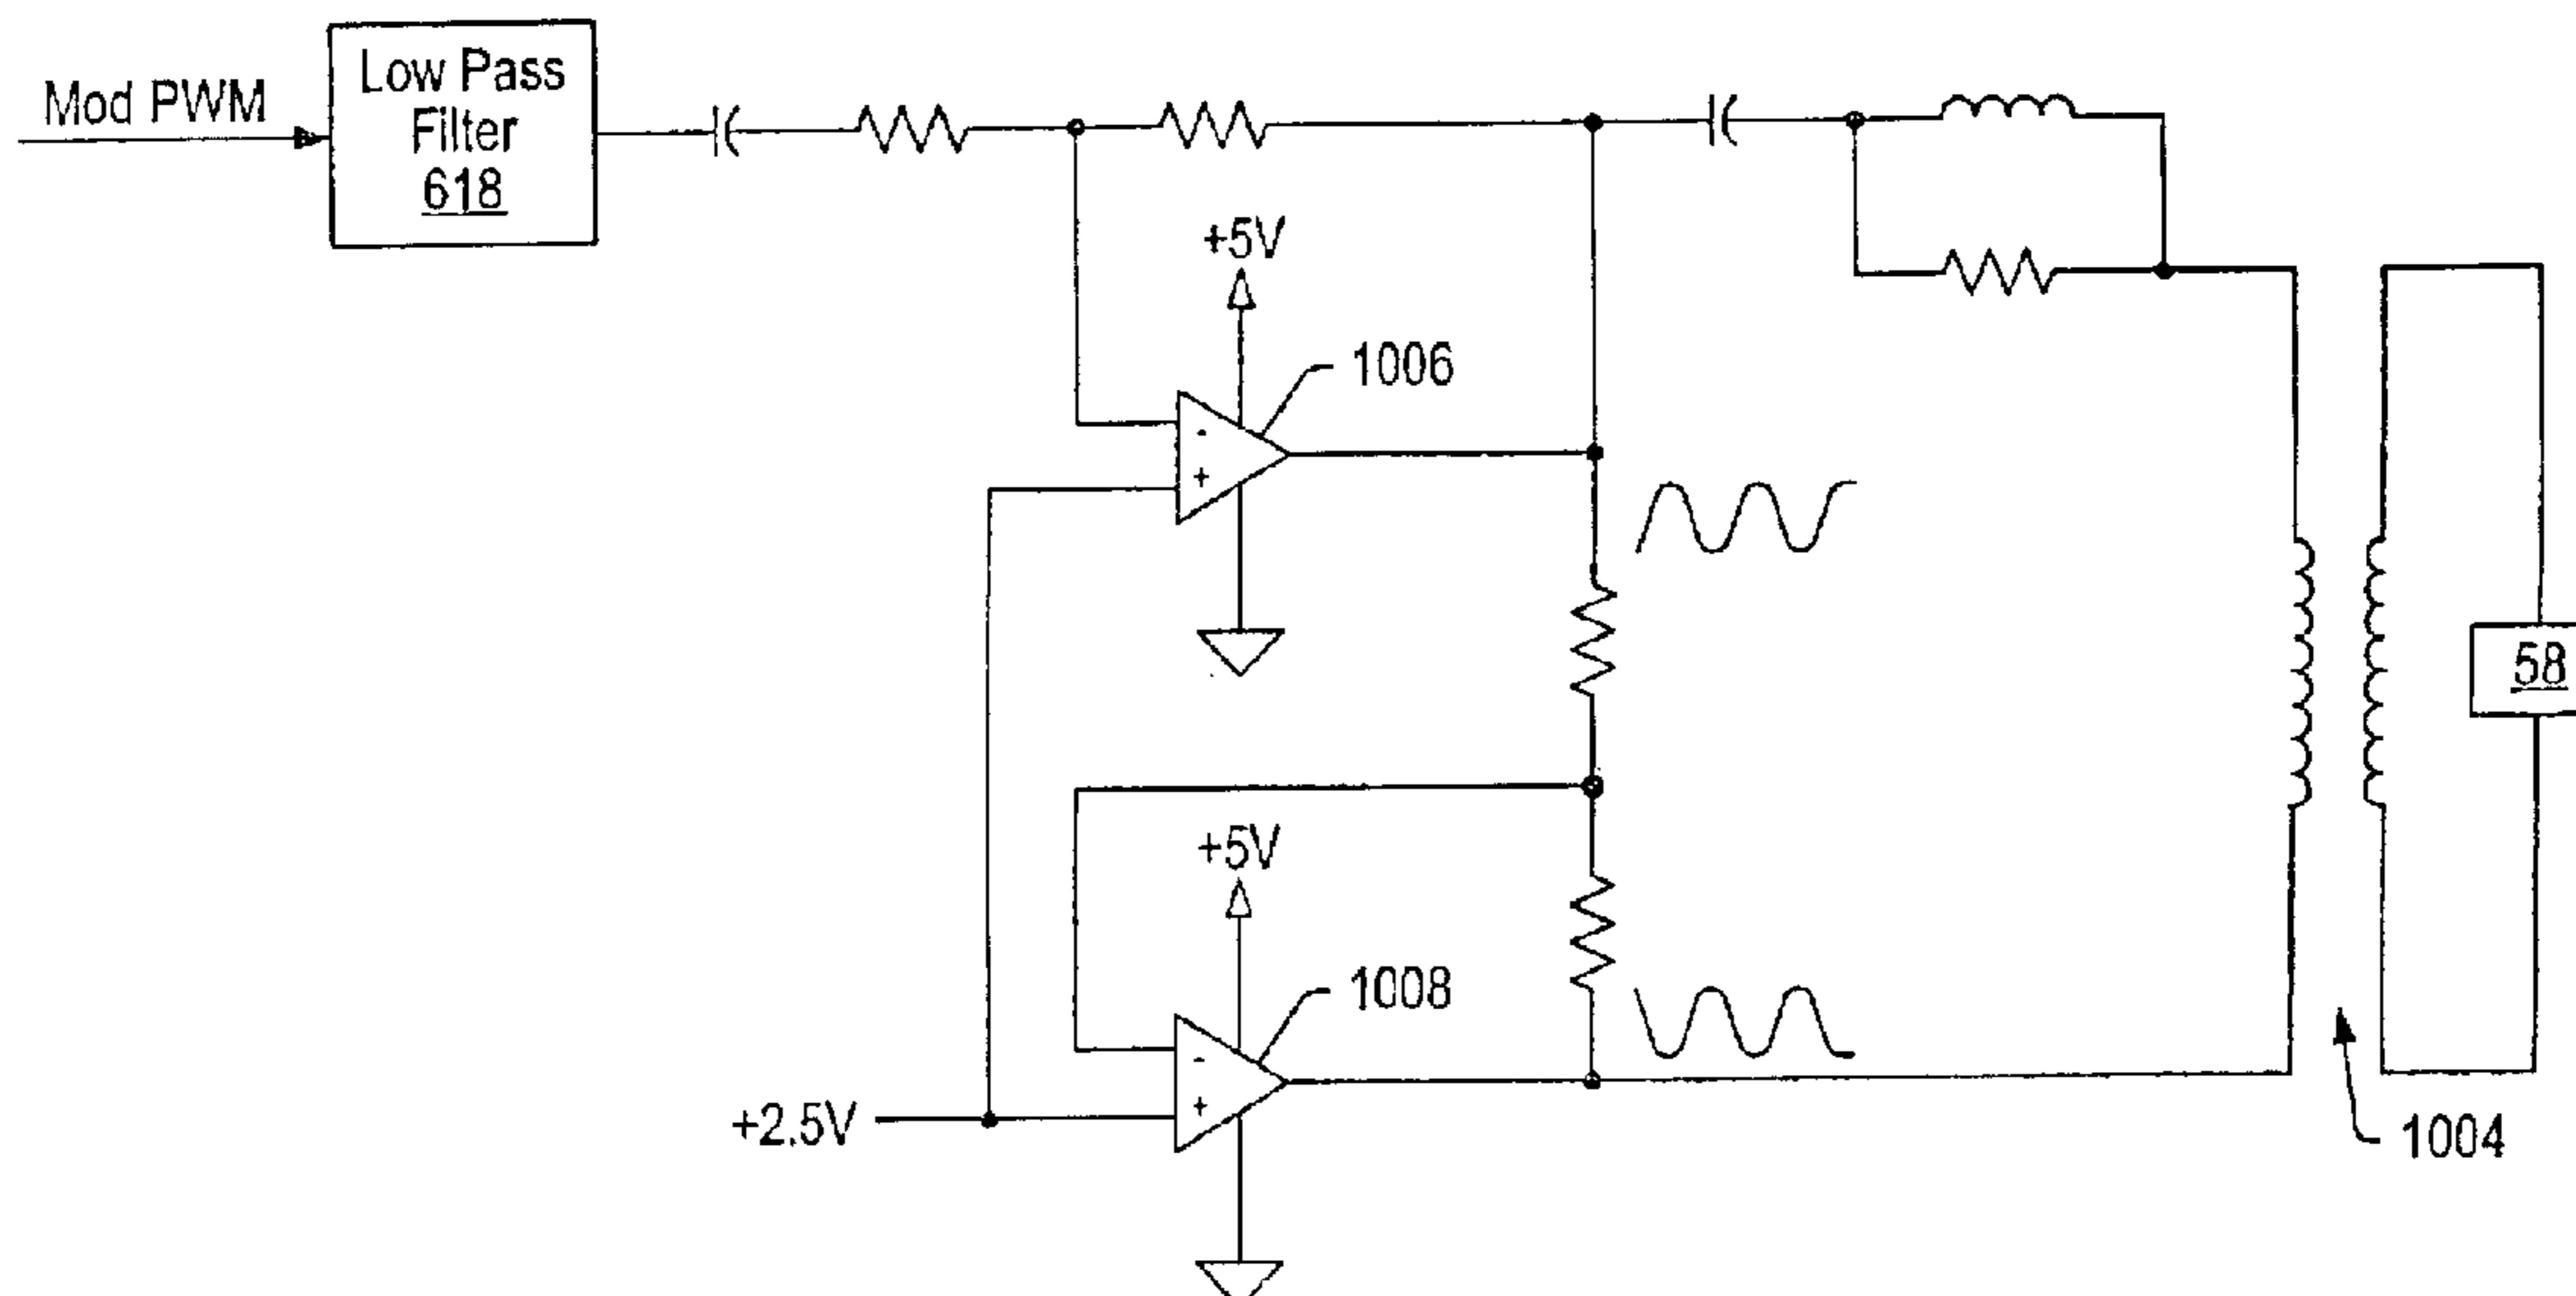 Mod PWM
Low Pass
Filter
618
+5V
1006
-
+
58
+5V
1008
-
+
+2.5V
1004